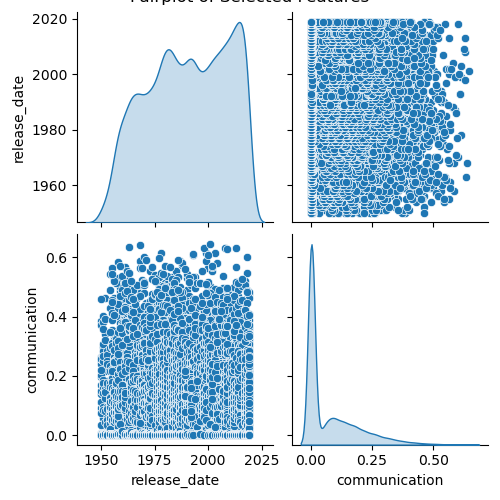 Pairplot of Selected Features
2020
2000
1980
1960
release_date
0.6
0.4
0.2
0.0
communication
1950 1975 2000 2025
release_date
0.00 0.25 0.50
communication